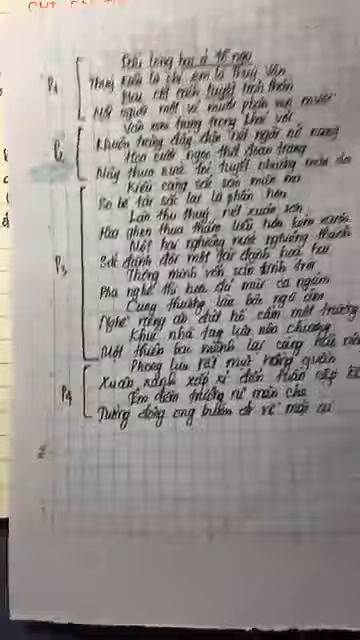 Đầu lòng hai ả tố nga
P1 Thuý Kiều là chị em là Thuý Vân
Mai cốt cách tuyết tinh thần
Mỗi người một vẻ mười phân vẹn mười
Vân xem trang trọng khác vời
Khuôn trăng đầy đặn nét ngài nở nang
Hoa cười ngọc thốt đoan trang
Mây thua nước tóc tuyết nhường màu da
Kiều càng sắc sảo mặn mà
So bề tài sắc lại là phần hơn
Làn thu thuỷ nét xuân sơn
Hoa ghen thua thắm liễu hờn kém xanh
Một hai nghiêng nước nghiêng thành
P3 Sắc đành đòi một tài đành hoạ hai
Thông minh vốn sẵn tính trời
Pha nghề thi hoạ đủ mùi ca ngâm
Cung thương lầu bậc ngũ âm
Nghề riêng ăn đứt hồ cầm một trương
Khúc nhà tay lựa nên chương
Một thiên bạc mệnh lại càng não
Phong lưu rất mực hồng quần
P4 Xuân xanh xấp xỉ đến tuần cập kê
Êm đềm trướng rủ màn che
Tường đông ong bướm đi về mặc ai